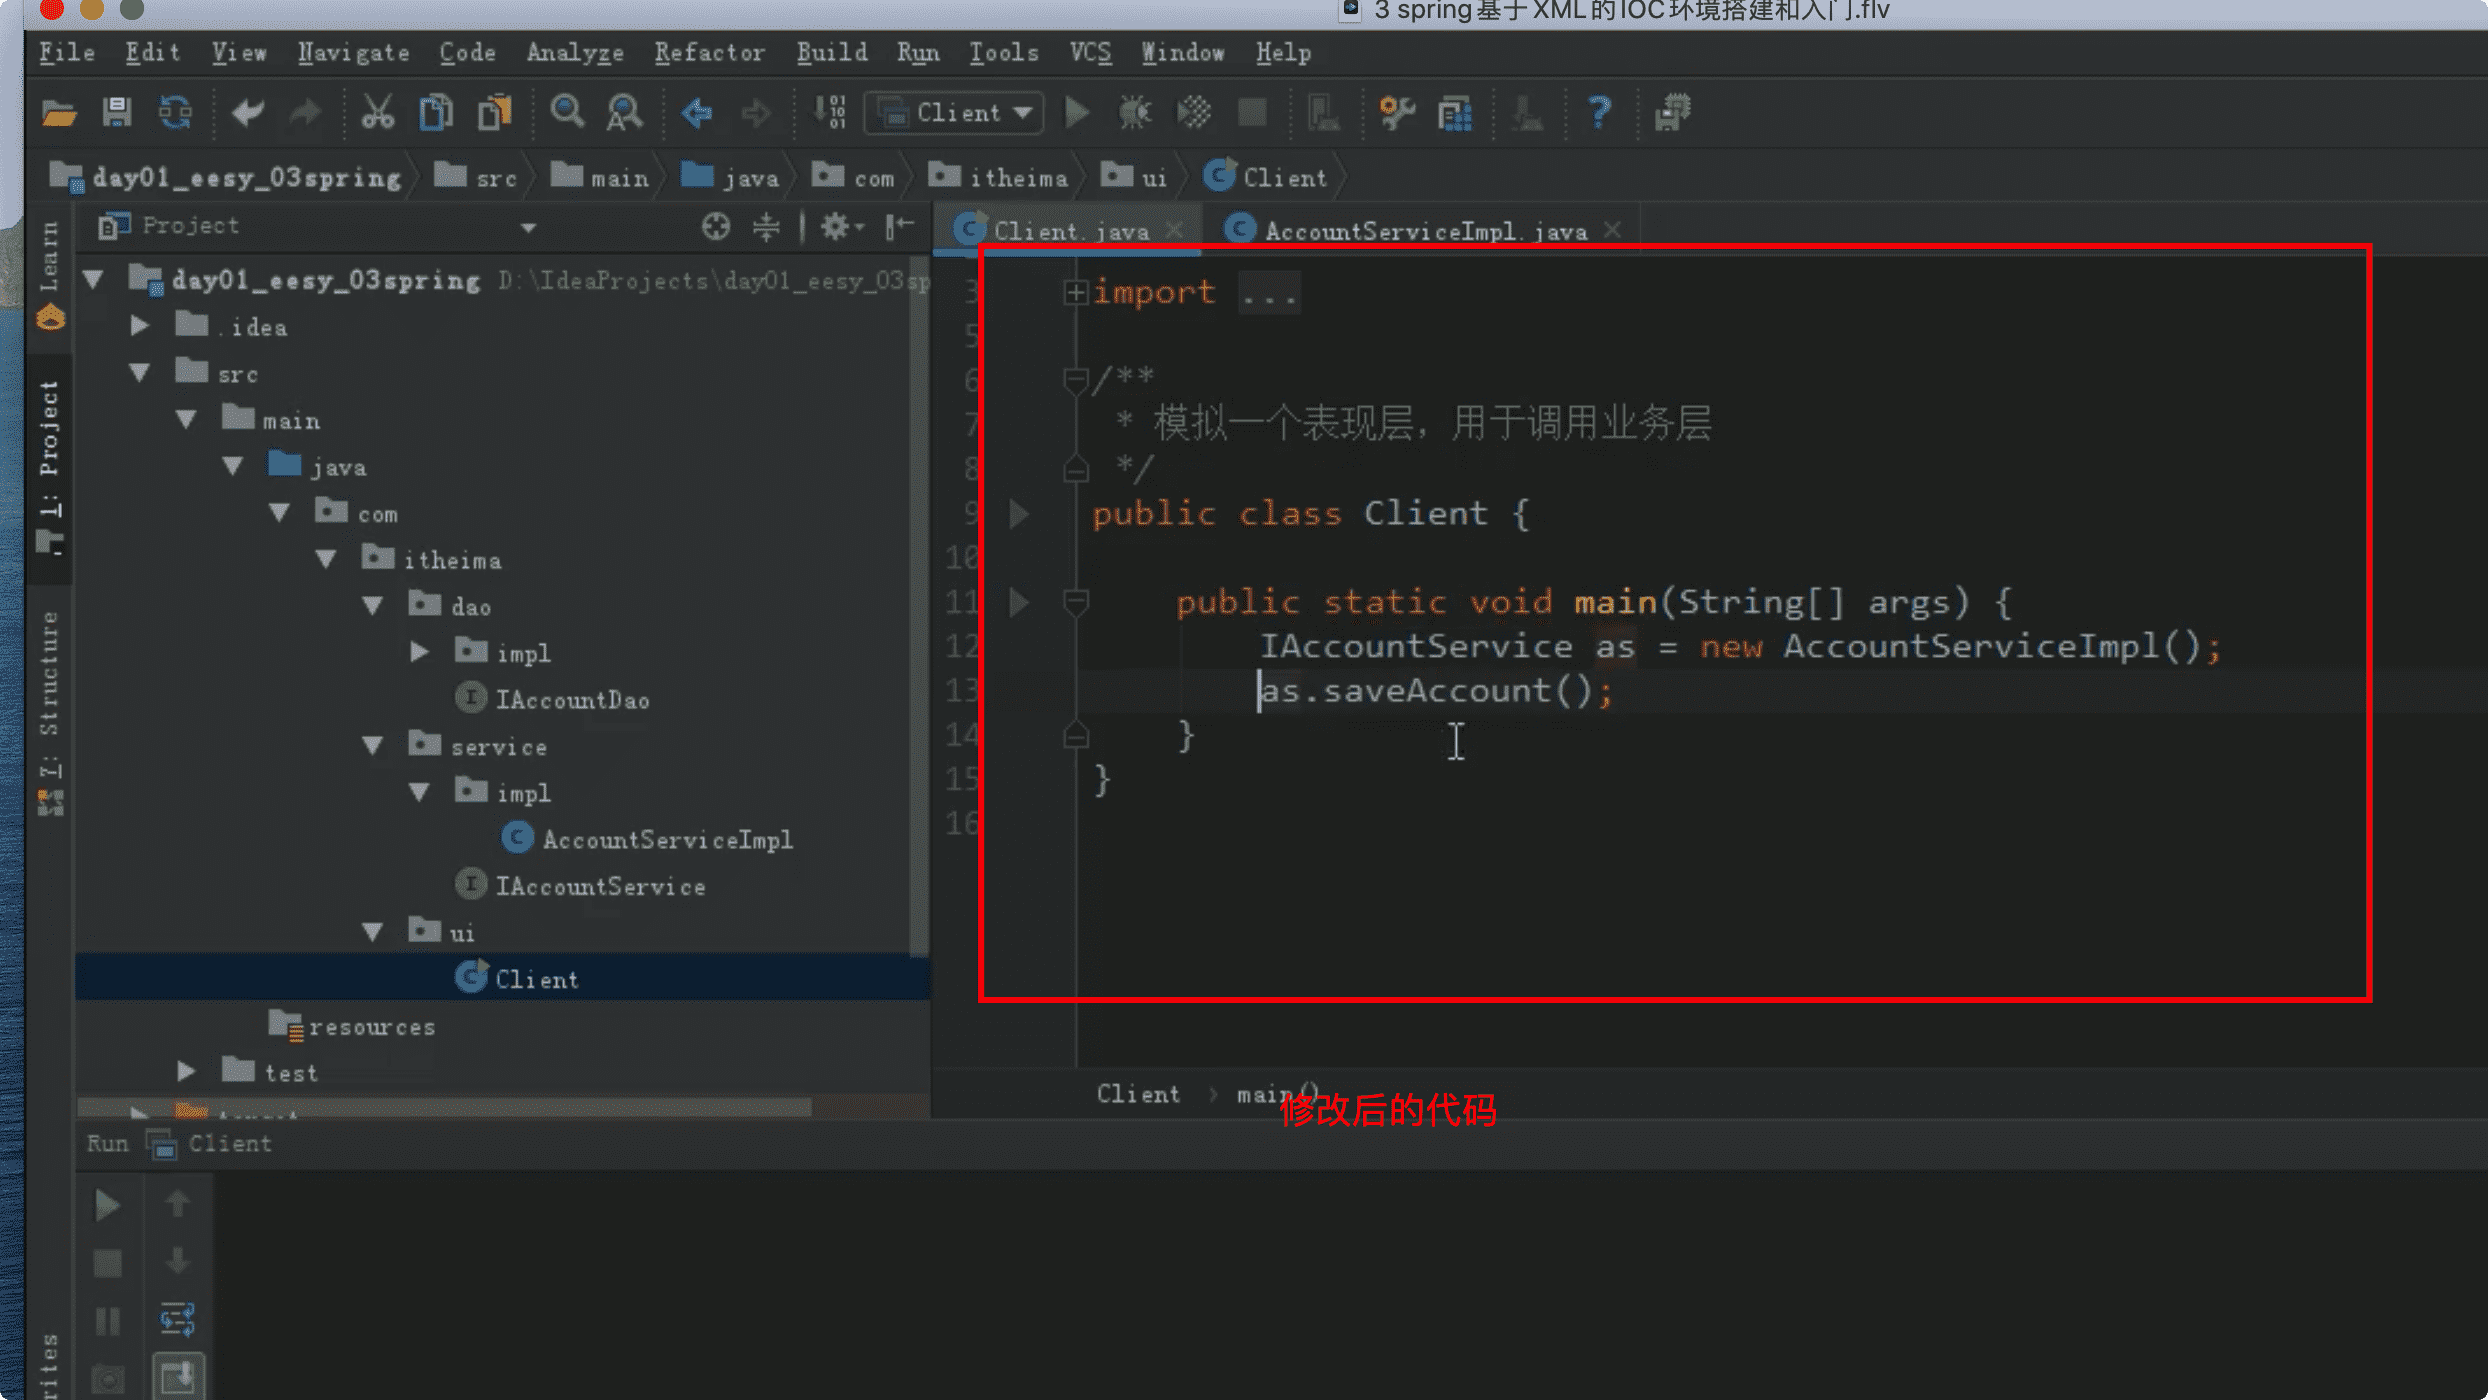 3 spring基于XML的IOC环境搭建和入门.flv
File Edit View Navigate Code Analyze Refactor Build Run Tools VCS Window Help
Client
day01_eesy_03spring src main java com itheima ui Client
Project
Client.java AccountServiceImpl.java
Learn
1: Project
7: Structure
day01_eesy_03spring D:\IdeaProjects\day01_eesy_03sp
.idea
src
main
java
com
itheima
dao
impl
IAccountDao
service
impl
AccountServiceImpl
IAccountService
ui
Client
resources
test
3 import ...
5
6 /**
7 * 模拟一个表现层，用于调用业务层
8 */
9 public class Client {
10
11 public static void main(String[] args) {
12 IAccountService as = new AccountServiceImpl();
13 as.saveAccount();
14 }
15 }
16
Client › main()
修改后的代码
Run Client